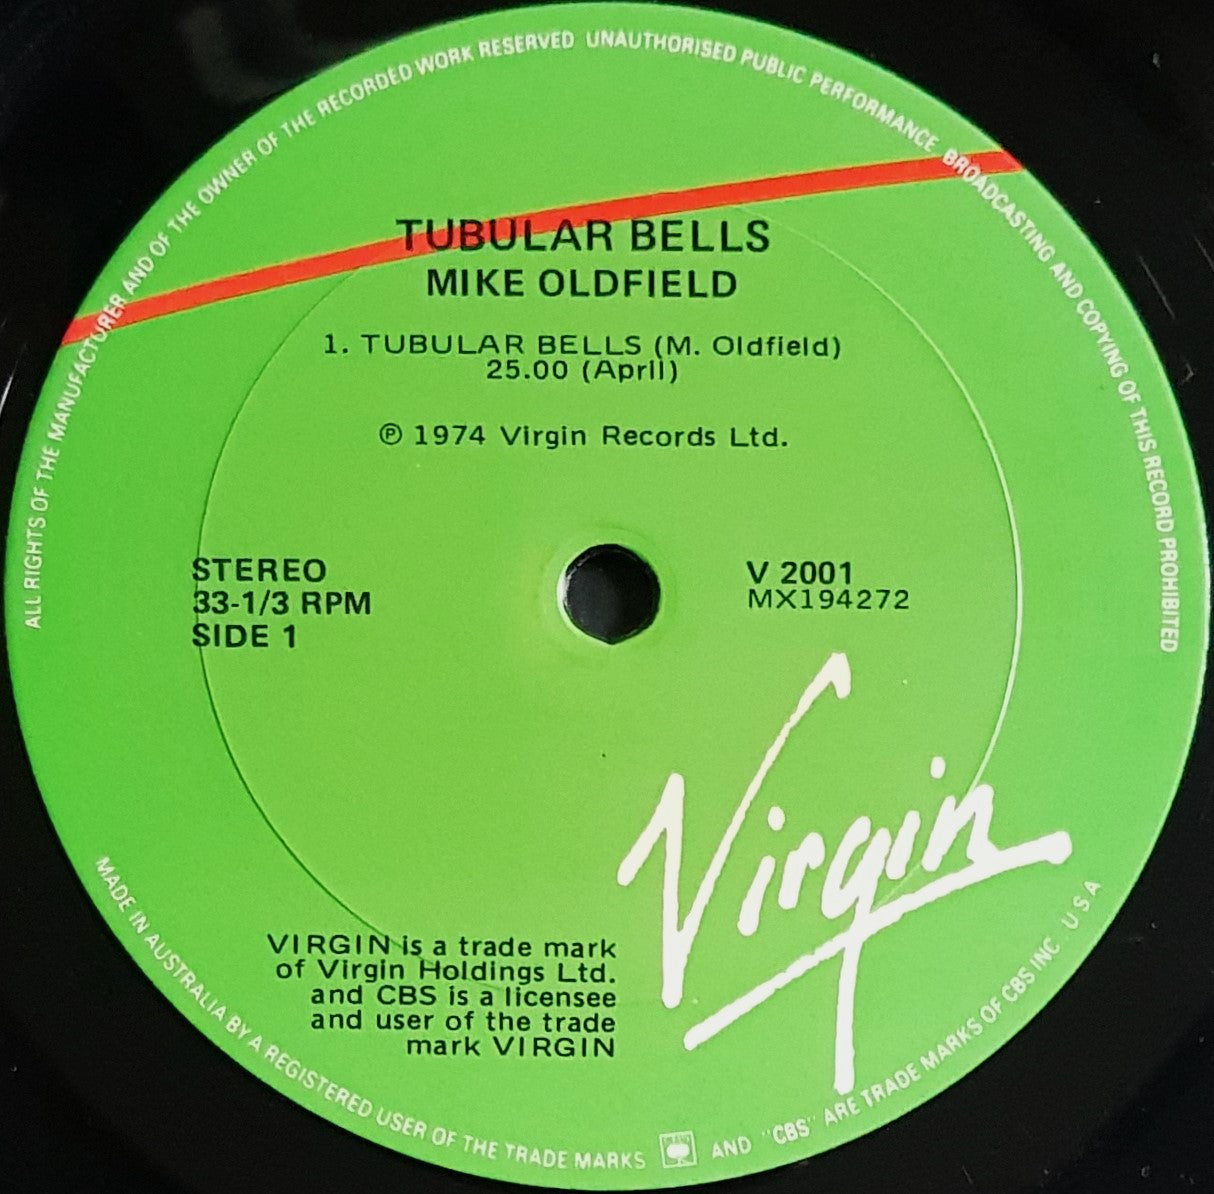 ALL RIGHTS OF THE MANUFACTURER AND OF THE OWNER OF THE RECORDED WORK RESERVED UNAUTHORISED PUBLIC PERFORMANCE BROADCASTING AND COPYING OF THIS RECORD PROHIBITED
TUBULAR BELLS
MIKE OLDFIELD
1. TUBULAR BELLS (M. Oldfield)
25.00 (April)
℗ 1974 Virgin Records Ltd.
STEREO
33-1/3 RPM
SIDE 1
V 2001
MX194272
Virgin
VIRGIN is a trade mark
of Virgin Holdings Ltd.
and CBS is a licensee
and user of the trade
mark VIRGIN
MADE IN AUSTRALIA BY A REGISTERED USER OF THE TRADE MARKS AND "CBS" ARE TRADE MARKS OF CBS INC. U S A